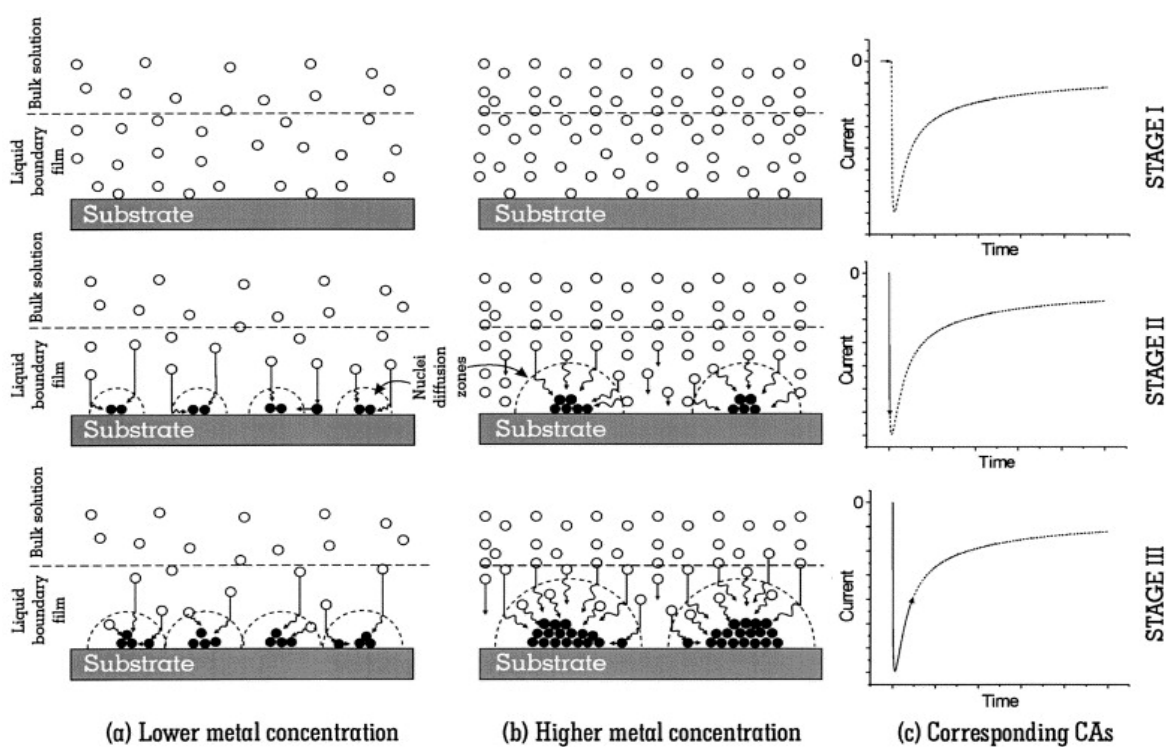 Bulk solution
Liquid
boundary
film
Substrate
Substrate
0
Current
Time
STAGE I
Bulk solution
Liquid
boundary
film
Nuclei
diffusion
zones
Substrate
Substrate
0
Current
Time
STAGE II
Bulk solution
Liquid
boundary
film
Substrate
Substrate
0
Current
Time
STAGE III
(a) Lower metal concentration
(b) Higher metal concentration
(c) Corresponding CAs